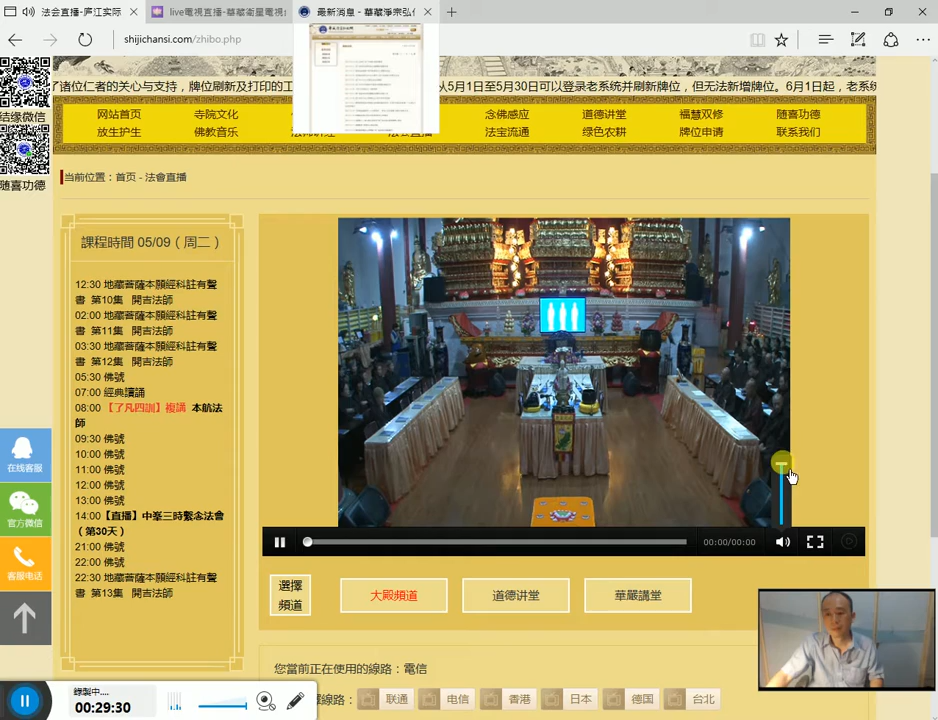 法会直播-庐江实际
live電視直播-華藏衛星電視台
最新消息 - 華藏淨宗弘化
shijichansi.com/zhibo.php
诸位仁者的关心与支持，牌位刷新及打印的工
从5月1日至5月30日可以登录老系统并刷新牌位，但无法新增牌位。6月1日起，老系统
结缘微信
随喜功德
网站首页
寺院文化
念佛感应
道德讲堂
福慧双修
随喜功德
放生护生
佛教音乐
法宝流通
绿色农耕
牌位申请
联系我们
当前位置：首页 - 法會直播
課程時間 05/09（周二）
12:30 地藏菩薩本願經科註有聲
書 第10集 開吉法師
02:00 地藏菩薩本願經科註有聲
書 第11集 開吉法師
03:30 地藏菩薩本願經科註有聲
書 第12集 開吉法師
05:30 佛號
07:00 經典讀誦
08:00 【了凡四訓】複講 本航法
師
09:30 佛號
10:00 佛號
11:00 佛號
12:00 佛號
13:00 佛號
14:00【直播】中峯三時繫念法會
（第30天）
21:00 佛號
22:00 佛號
22:30 地藏菩薩本願經科註有聲
書 第13集 開吉法師
在线客服
官方微信
客服电话
00:00/00:00
選擇
頻道
大殿頻道
道德讲堂
華嚴講堂
您當前正在使用的線路：電信
線路：
联通
电信
香港
日本
德国
台北
錄製中....
00:29:30